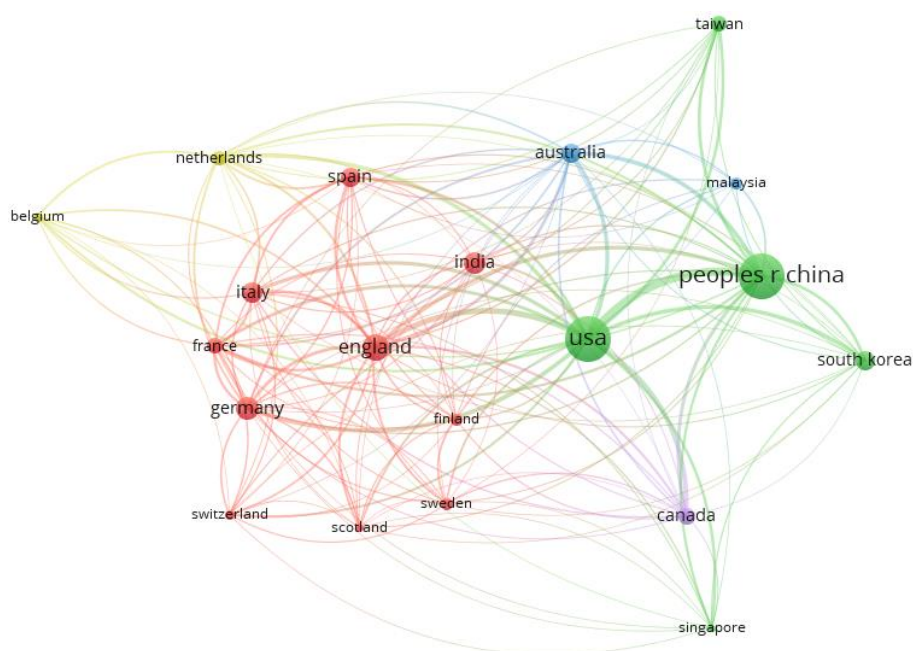 taiwan
netherlands
australia
spain
malaysia
belgium
india
peoples r china
italy
usa
france
england
south korea
germany
finland
sweden
switzerland
canada
scotland
singapore